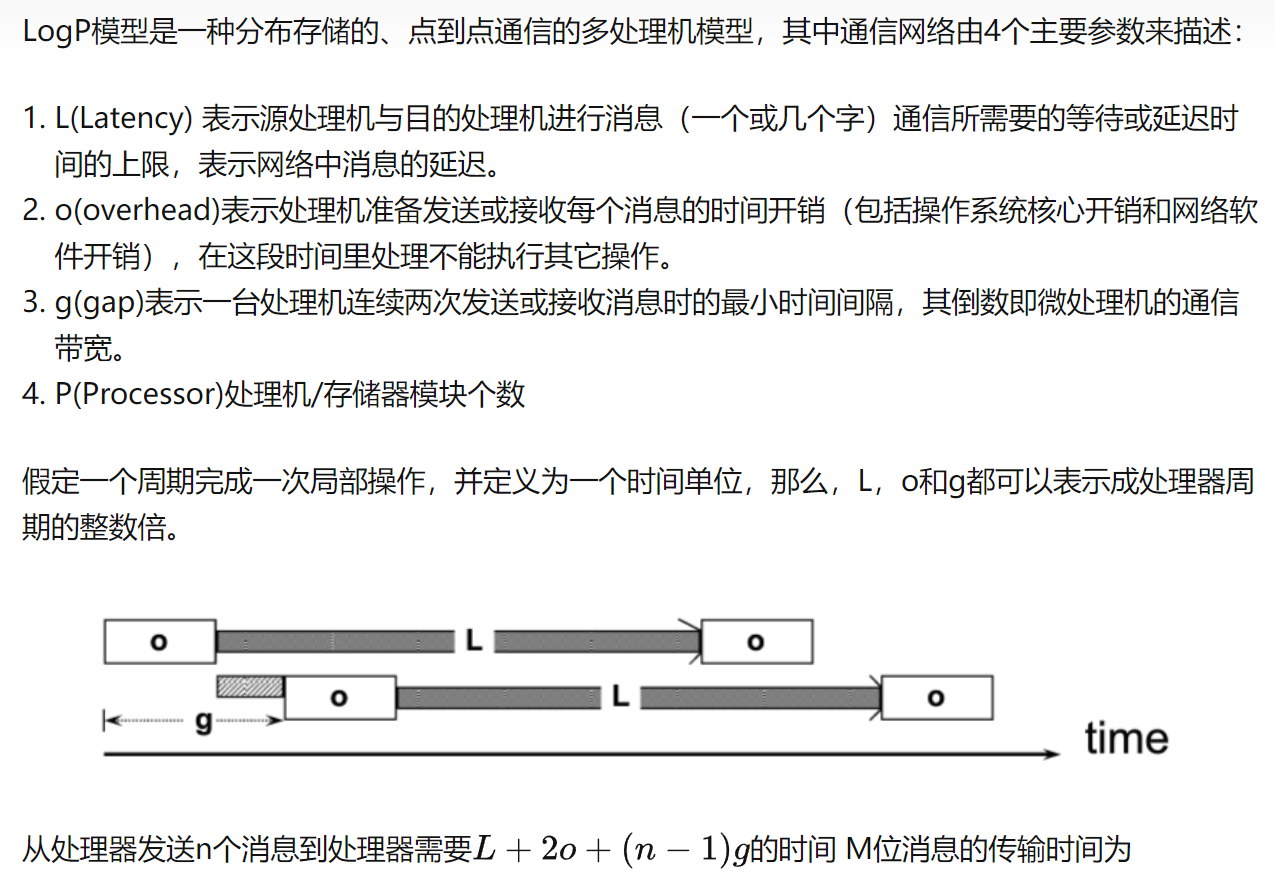 LogP模型是一种分布存储的、点到点通信的多处理机模型，其中通信网络由4个主要参数来描述：
1. L(Latency) 表示源处理机与目的处理机进行消息（一个或几个字）通信所需要的等待或延迟时
间的上限，表示网络中消息的延迟。
2. o(overhead)表示处理机准备发送或接收每个消息的时间开销（包括操作系统核心开销和网络软
件开销），在这段时间里处理不能执行其它操作。
3. g(gap)表示一台处理机连续两次发送或接收消息时的最小时间间隔，其倒数即微处理机的通信
带宽。
4. P(Processor)处理机/存储器模块个数
假定一个周期完成一次局部操作，并定义为一个时间单位，那么，L，o和g都可以表示成处理器周
期的整数倍。
o L o
o L o
g
time
从处理器发送n个消息到处理器需要L + 2o + (n − 1)g的时间 M位消息的传输时间为